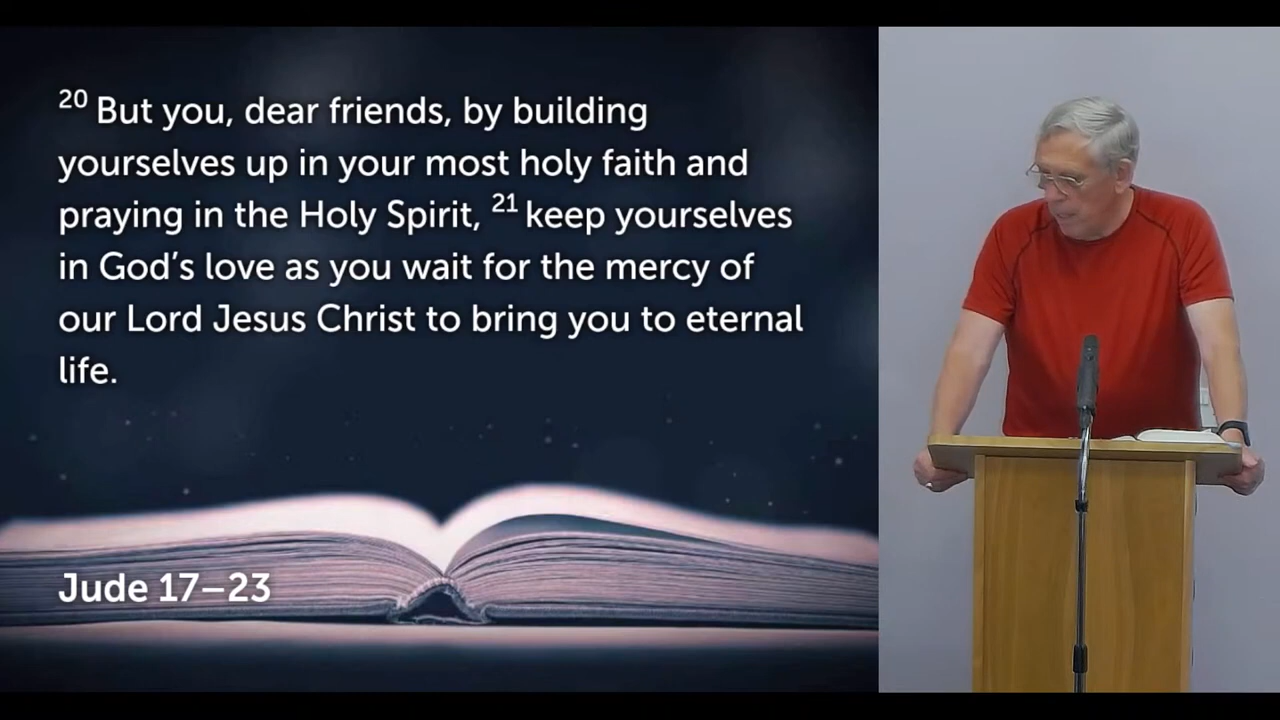 20 But you, dear friends, by building
yourselves up in your most holy faith and
praying in the Holy Spirit, 21 keep yourselves
in God’s love as you wait for the mercy of
our Lord Jesus Christ to bring you to eternal
life.
Jude 17–23